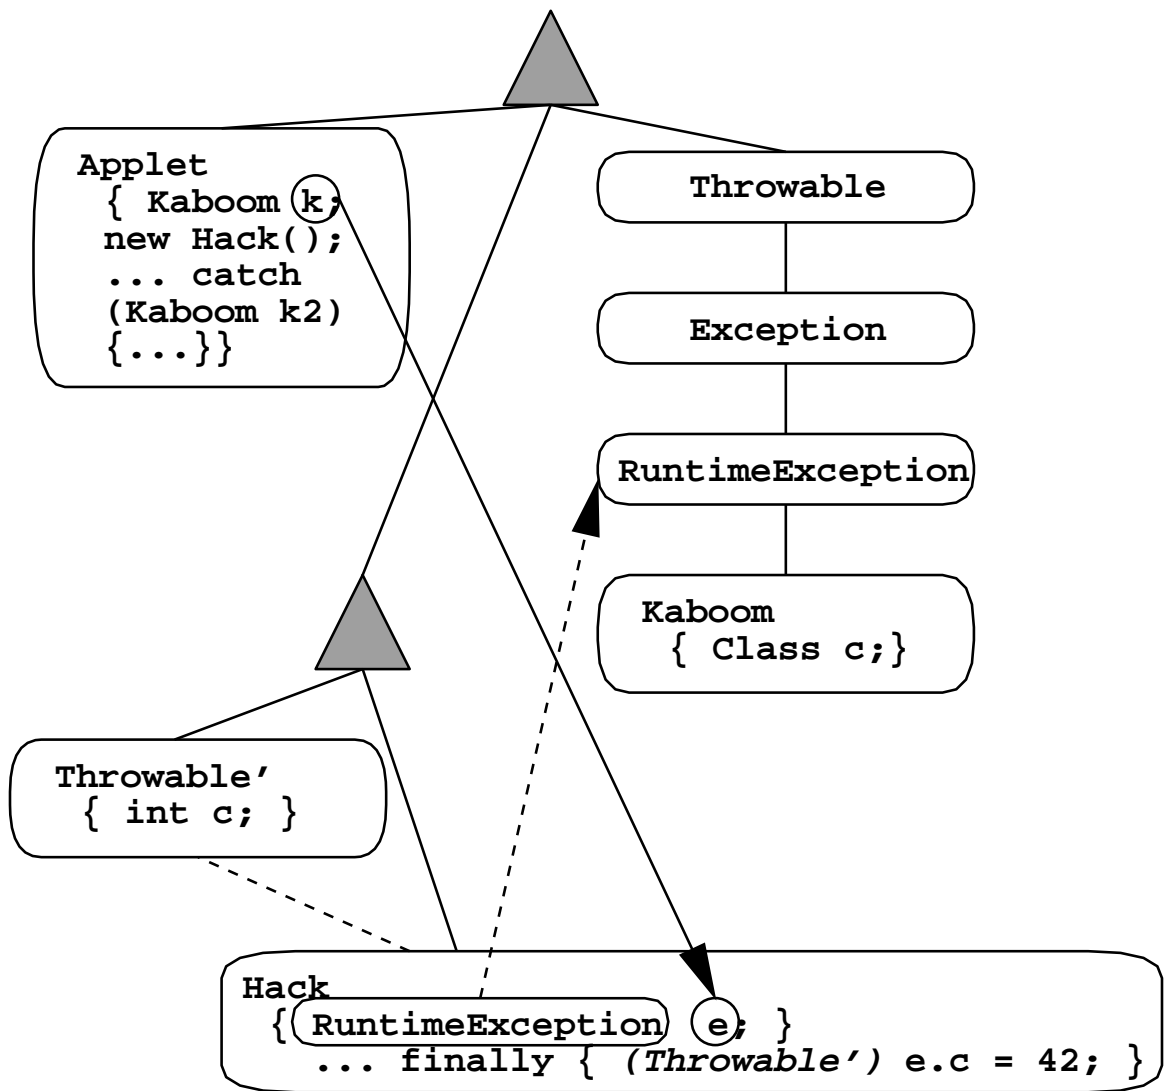 Applet
{ Kaboom k;
new Hack();
... catch
(Kaboom k2)
{...}}
Throwable
Exception
RuntimeException
Kaboom
{ Class c;}
Throwable’
{ int c; }
Hack
{ RuntimeException e; }
... finally { (Throwable’) e.c = 42; }